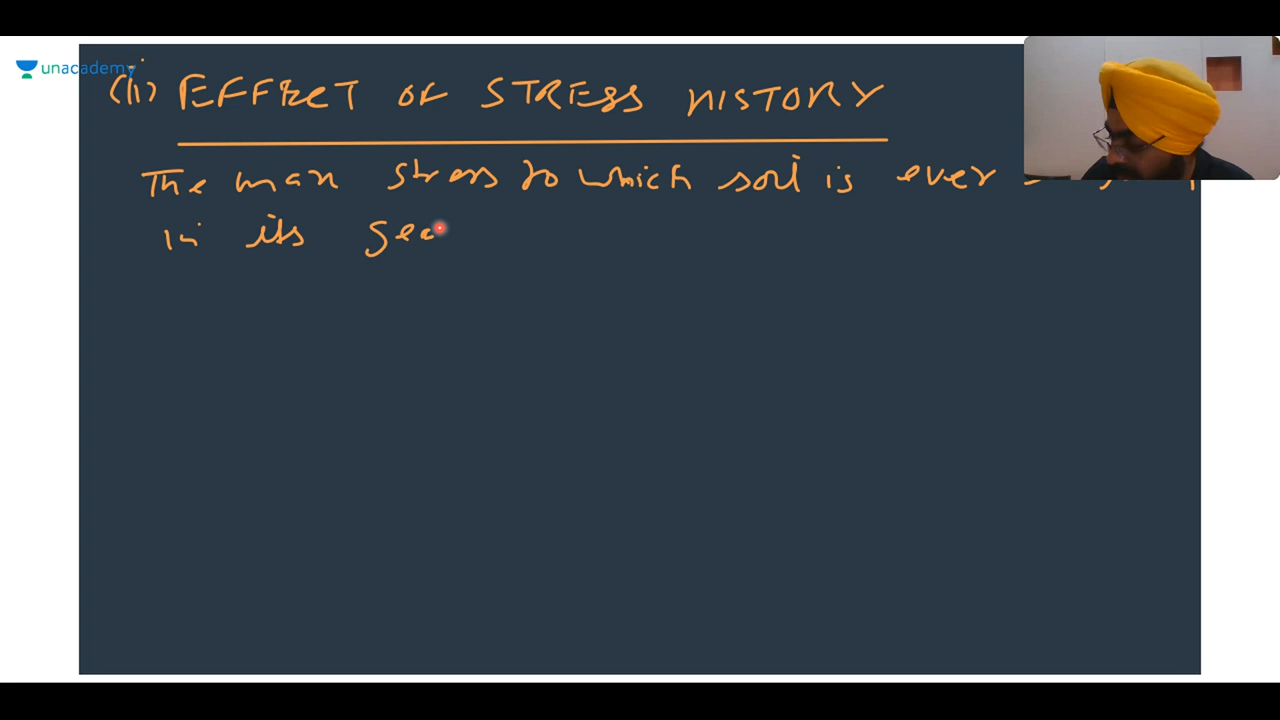 unacademy
(ii) EFFECT OF STRESS HISTORY
The max stress to which soil is ever
in its